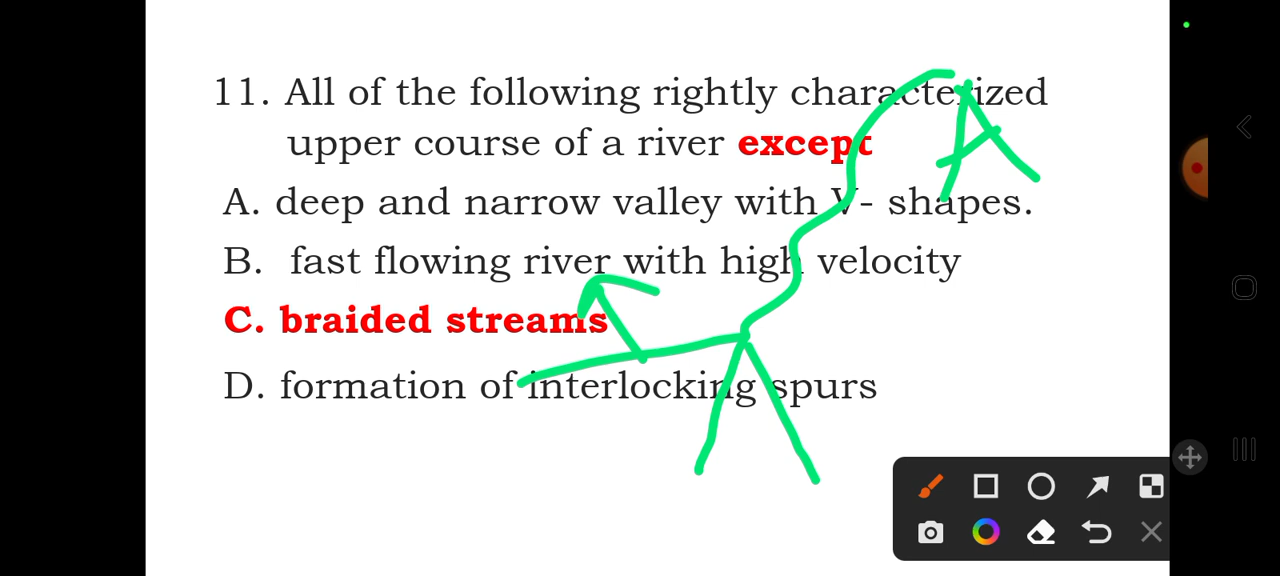 11. All of the following rightly characterized
upper course of a river except
A. deep and narrow valley with V- shapes.
B. fast flowing river with high velocity
C. braided streams
D. formation of interlocking spurs
A